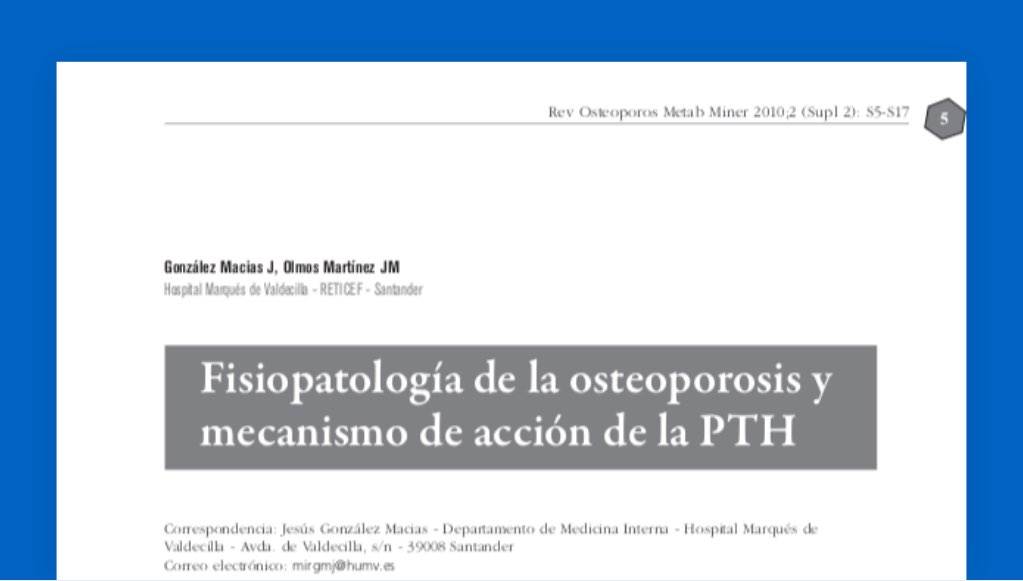 Rev Osteoporos Metab Miner 2010;2 (Supl 2): S5-S17
5
González Macias J, Olmos Martínez JM
Hospital Marqués de Valdecilla - RETICEF - Santander
Fisiopatología de la osteoporosis y
mecanismo de acción de la PTH
Correspondencia: Jesús González Macias - Departamento de Medicina Interna - Hospital Marqués de
Valdecilla - Avda. de Valdecilla, s/n - 39008 Santander
Correo electrónico: mirgmj@humv.es